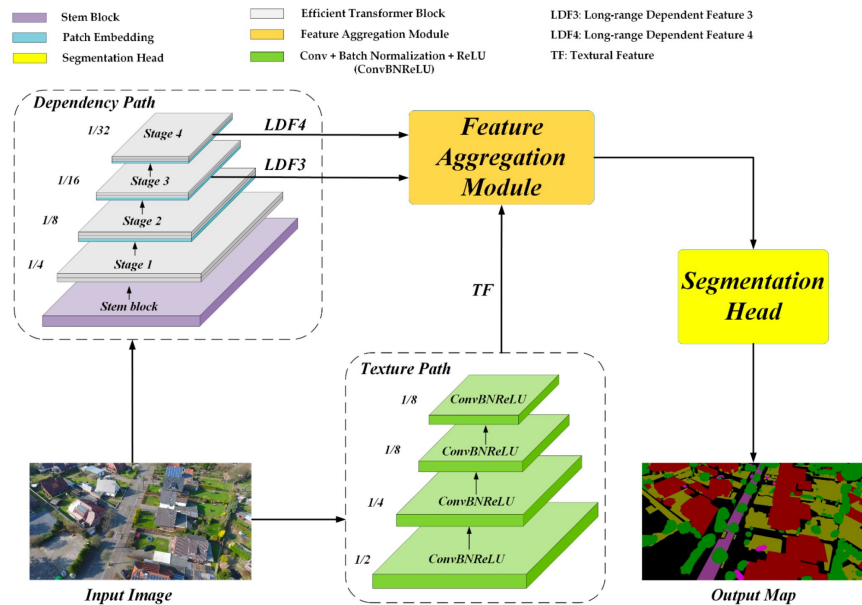 Stem Block
Patch Embedding
Segmentation Head
Efficient Transformer Block
Feature Aggregation Module
Conv + Batch Normalization + ReLU
(ConvBNReLU)
LDF3: Long-range Dependent Feature 3
LDF4: Long-range Dependent Feature 4
TF: Textural Feature
Dependency Path
1/32
Stage 4
LDF4
1/16
Stage 3
LDF3
1/8
Stage 2
1/4
Stage 1
Stem block
Feature
Aggregation
Module
TF
Segmentation
Head
Texture Path
1/8
ConvBNReLU
1/8
ConvBNReLU
1/4
ConvBNReLU
1/2
ConvBNReLU
Input Image
Output Map